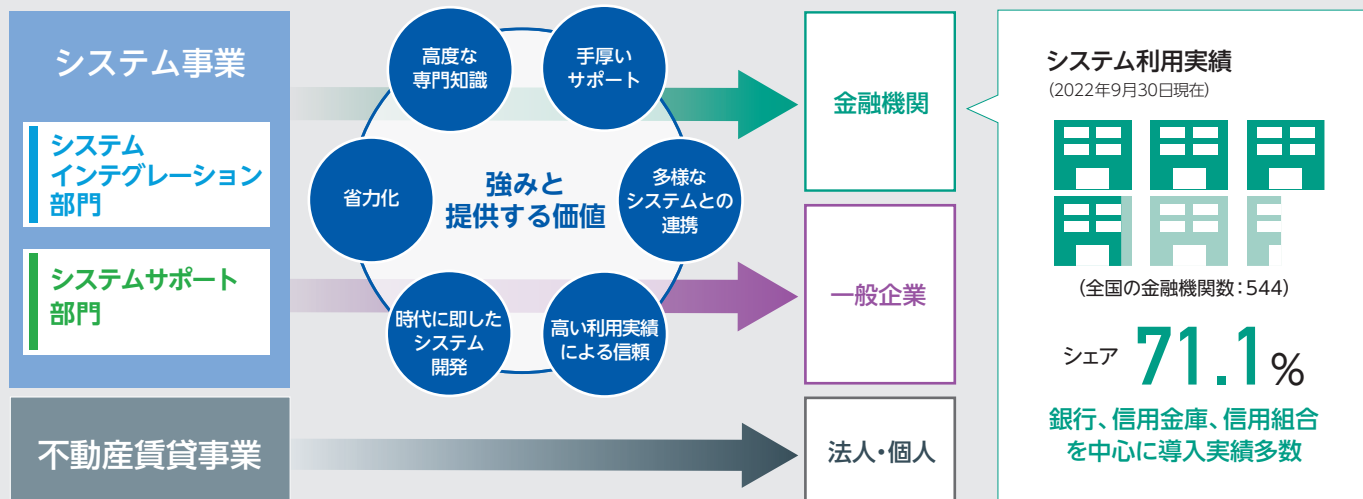 システム事業
システム
インテグレーション
部門
システムサポート
部門
不動産賃貸事業
高度な
専門知識
手厚い
サポート
省力化
強みと
提供する価値
多様な
システムとの
連携
時代に即した
システム
開発
高い利用実績
による信頼
金融機関
一般企業
法人・個人
システム利用実績
(2022年9月30日現在)
(全国の金融機関数:544)
シェア 71.1%
銀行、信用金庫、信用組合
を中心に導入実績多数